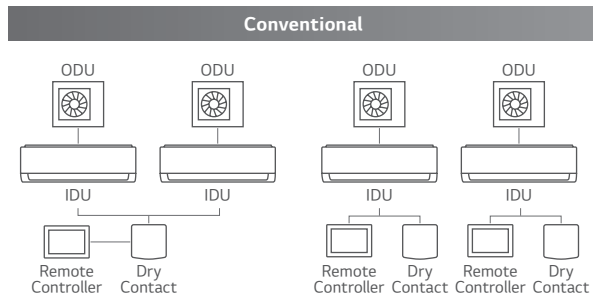 Conventional
ODU ODU ODU ODU
IDU IDU IDU IDU
Remote Controller
Dry Contact
Remote Controller
Dry Contact
Remote Controller
Dry Contact